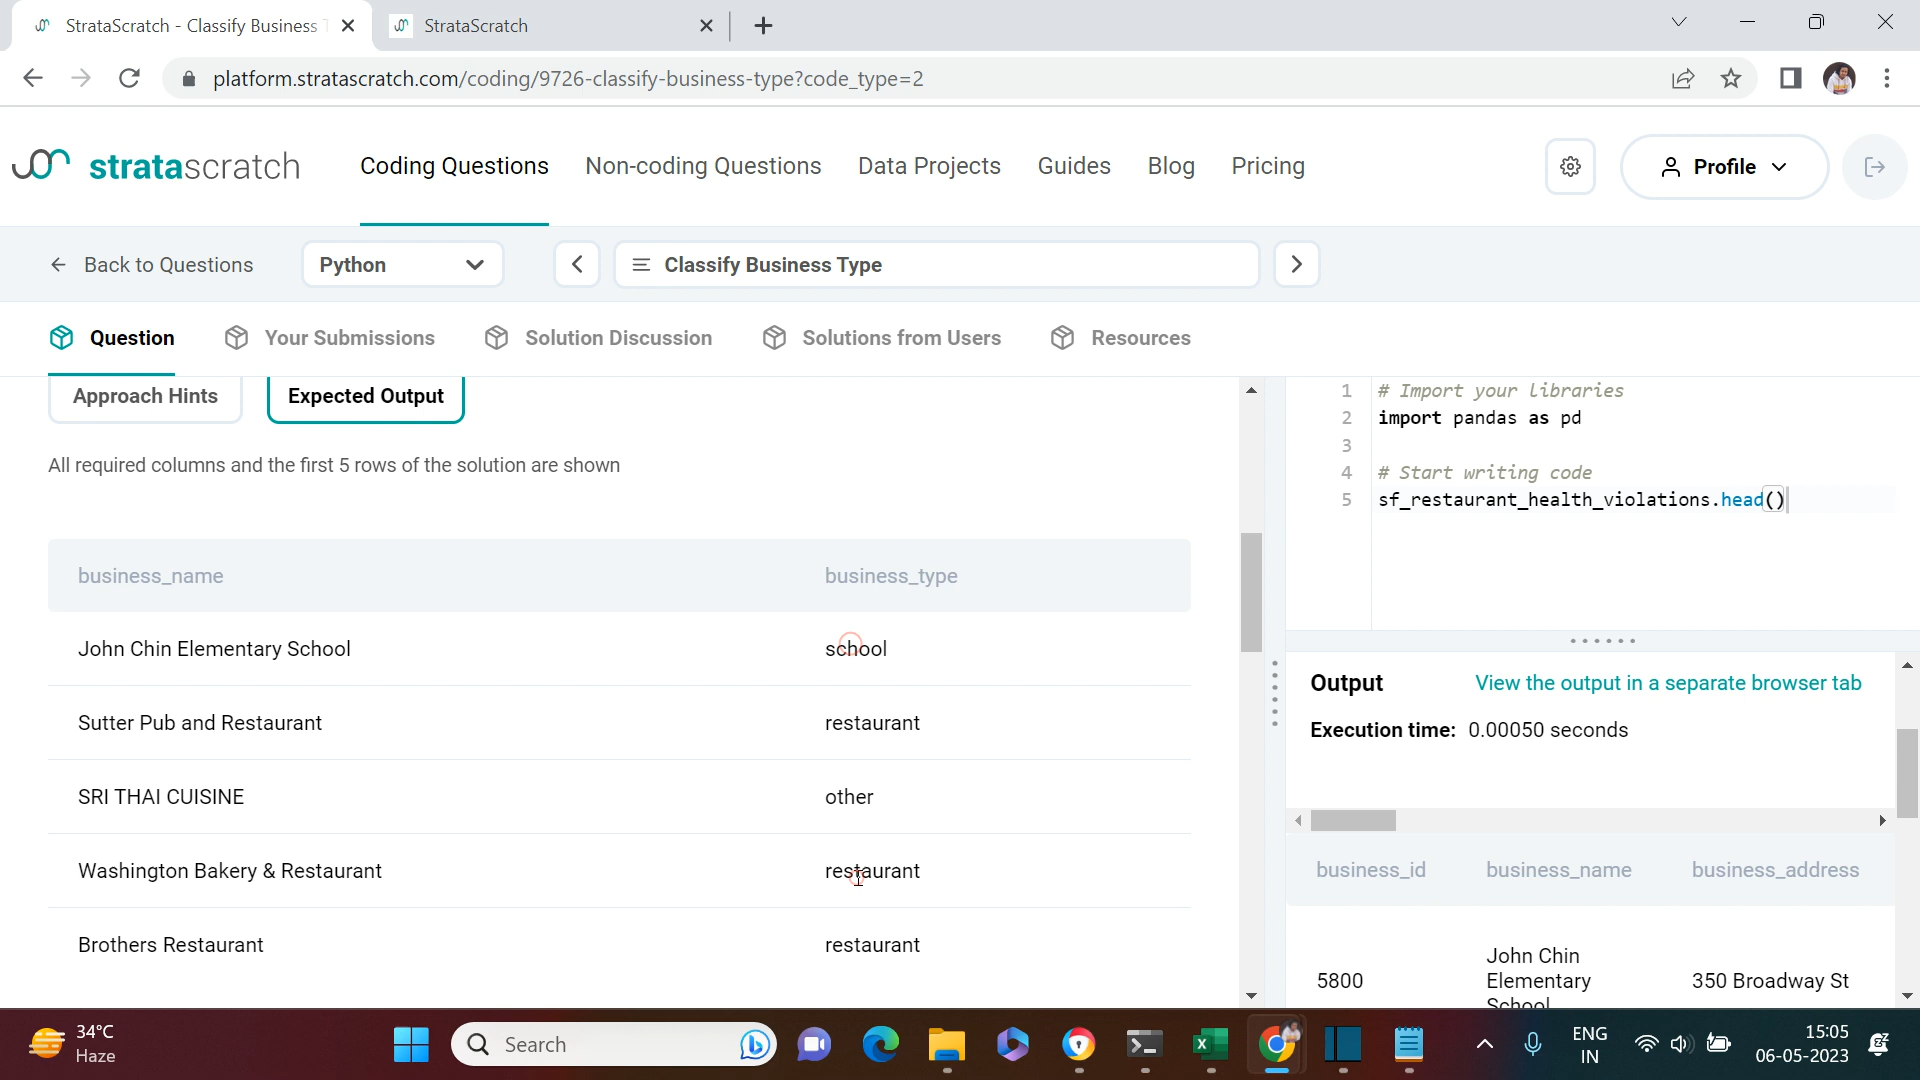 StrataScratch - Classify Business T
StrataScratch
platform.stratascratch.com/coding/9726-classify-business-type?code_type=2
stratascratch
Coding Questions
Non-coding Questions
Data Projects
Guides
Blog
Pricing
Profile
Back to Questions
Python
Classify Business Type
Question
Your Submissions
Solution Discussion
Solutions from Users
Resources
Approach Hints
Expected Output
All required columns and the first 5 rows of the solution are shown
business_name business_type
John Chin Elementary School school
Sutter Pub and Restaurant restaurant
SRI THAI CUISINE other
Washington Bakery & Restaurant restaurant
Brothers Restaurant restaurant
1 # Import your libraries
2 import pandas as pd
3
4 # Start writing code
5 sf_restaurant_health_violations.head()
Output
View the output in a separate browser tab
Execution time: 0.00050 seconds
business_id business_name business_address
5800
John Chin
Elementary
School
350 Broadway St
34°C
Haze
Search
ENG
IN
15:05
06-05-2023